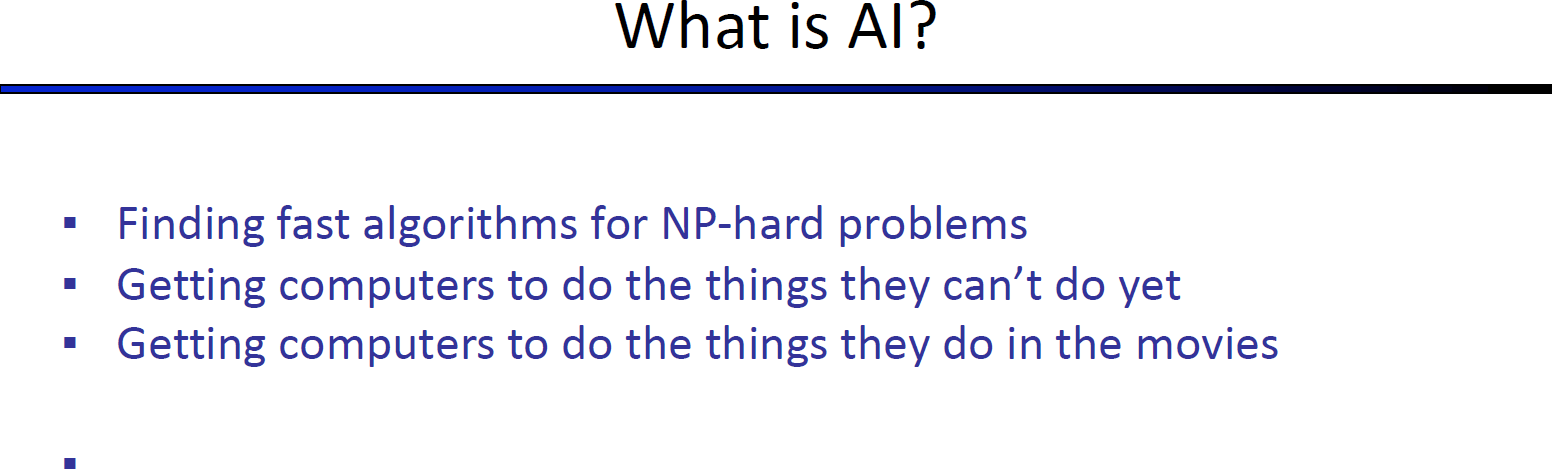 What is AI?
▪ Finding fast algorithms for NP-hard problems
▪ Getting computers to do the things they can’t do yet
▪ Getting computers to do the things they do in the movies
▪